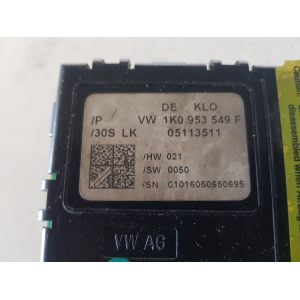 DE KLO
/P VW 1K0 953 549 F
/30S LK 05113511
/HW 021
/SW 0050
/SN 01016050650695
VW AG